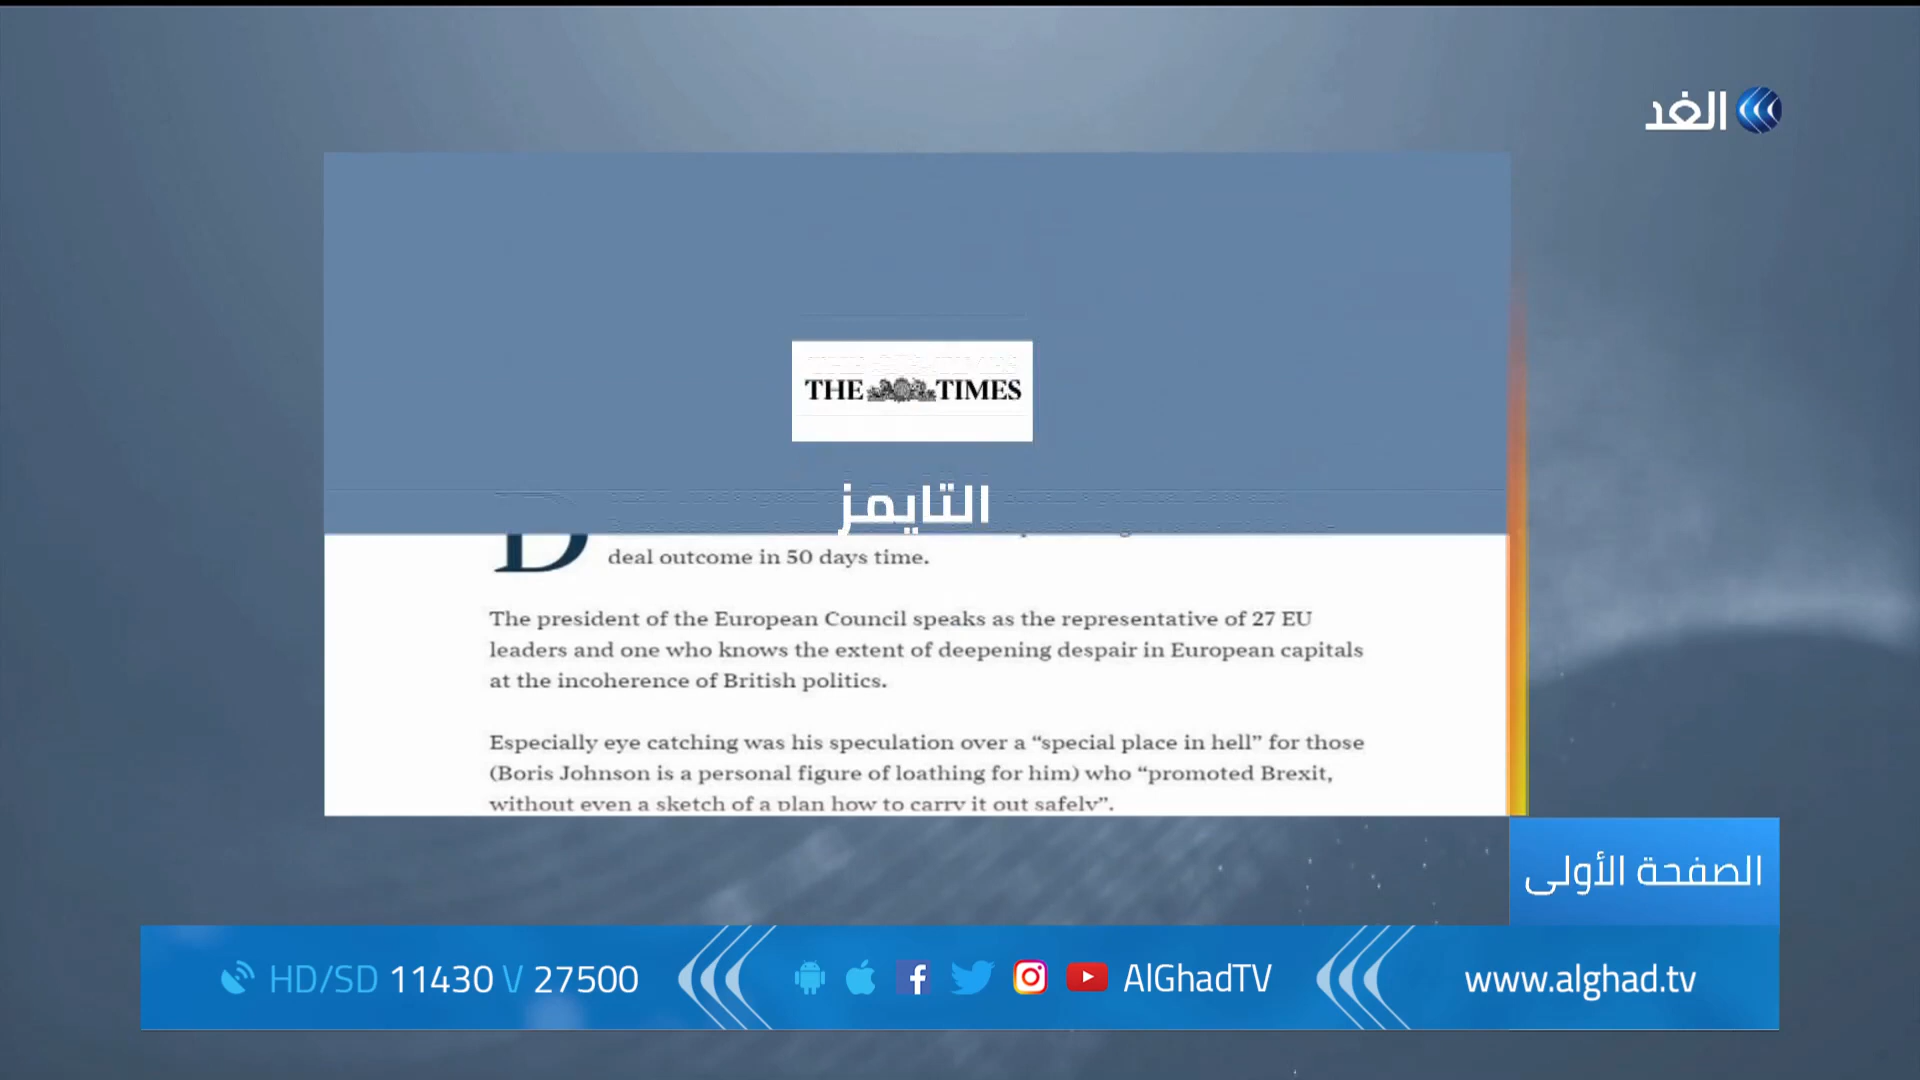 الغد
THE TIMES
التايمز
D
deal outcome in 50 days time.
The president of the European Council speaks as the representative of 27 EU
leaders and one who knows the extent of deepening despair in European capitals
at the incoherence of British politics.
Especially eye catching was his speculation over a “special place in hell” for those
(Boris Johnson is a personal figure of loathing for him) who “promoted Brexit,
without even a sketch of a plan how to carry it out safely”.
الصفحة الأولى
HD/SD 11430 V 27500
AlGhadTV
www.alghad.tv